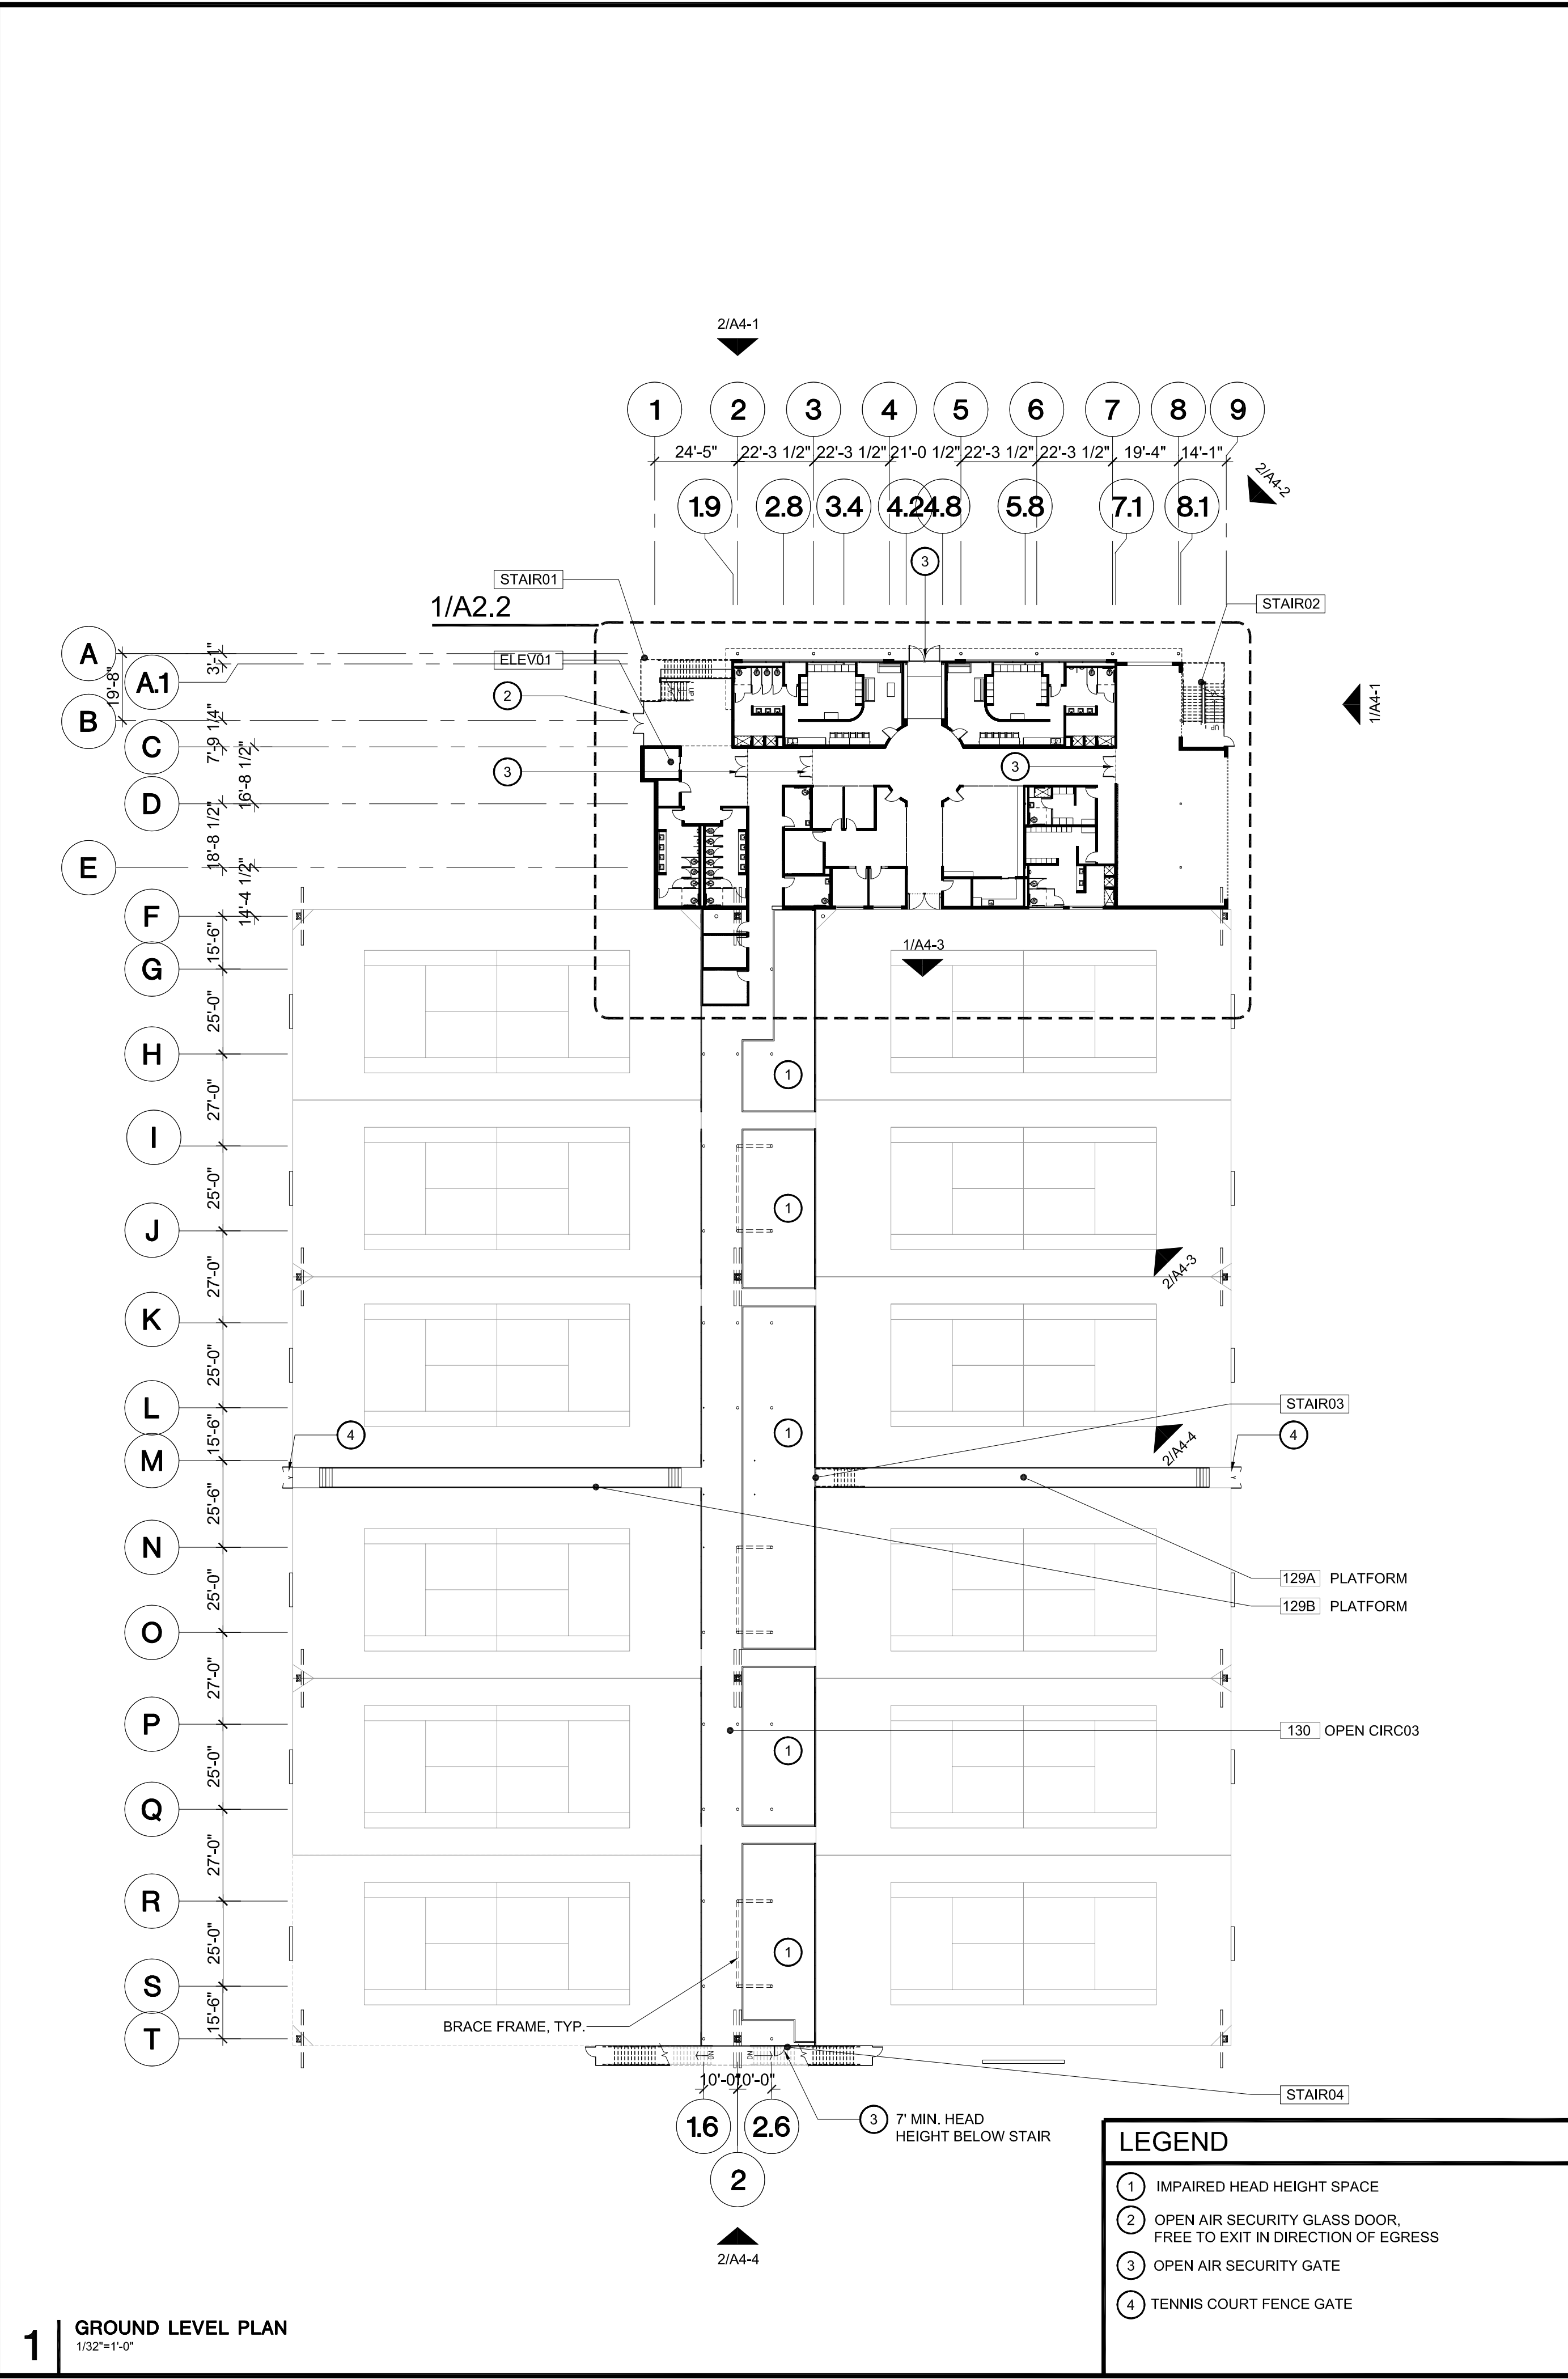 2/A4-1
1 2 3 4 5 6 7 8 9
24'-5" 22'-3 1/2" 22'-3 1/2" 21'-0 1/2" 22'-3 1/2" 22'-3 1/2" 19'-4" 14'-1"
2/A4-2
1.9 2.8 3.4 4.2 4.8 5.8 7.1 8.1
3
STAIR01
1/A2.2
STAIR02
A
3'-1"
ELEV01
A.1
19'-8"
2
UP
UP
1/A4-1
B
7'-9 1/4"
C
16'-8 1/2"
3
3
D
18'-8 1/2"
E
14'-4 1/2"
F
15'-6"
1/A4-3
G
25'-0"
H
1
27'-0"
I
25'-0"
1
J
2/A4-3
27'-0"
K
25'-0"
L
STAIR03
15'-6"
4
1
4
2/A4-4
M
25'-6"
N
129A PLATFORM
25'-0"
129B PLATFORM
O
27'-0"
P
130 OPEN CIRC03
1
25'-0"
Q
27'-0"
R
25'-0"
1
S
15'-6"
BRACE FRAME, TYP.
T
DN
DN
10'-0" 10'-0"
STAIR04
1.6 2.6
3 7' MIN. HEAD
HEIGHT BELOW STAIR
2
2/A4-4
LEGEND
1 IMPAIRED HEAD HEIGHT SPACE
2 OPEN AIR SECURITY GLASS DOOR,
FREE TO EXIT IN DIRECTION OF EGRESS
3 OPEN AIR SECURITY GATE
4 TENNIS COURT FENCE GATE
1 GROUND LEVEL PLAN
1/32"=1'-0"